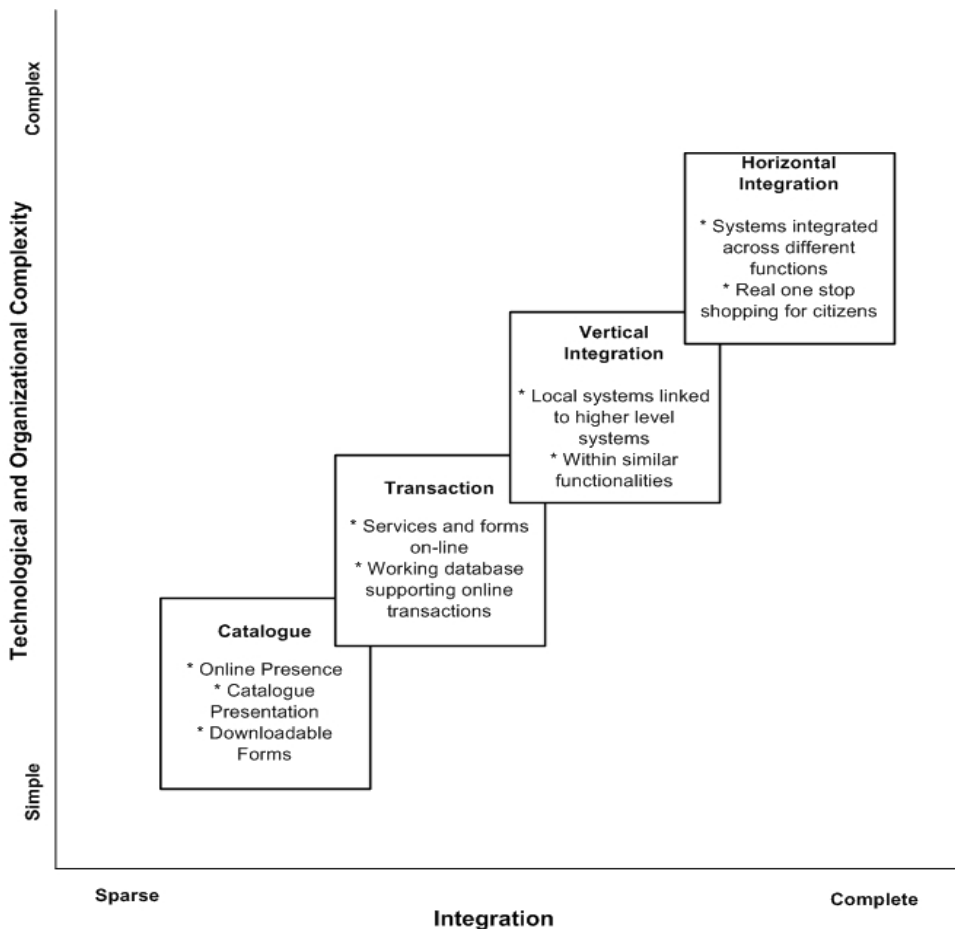 Complex
Technological and Organizational Complexity
Simple
Horizontal
Integration
* Systems integrated
across different
functions
* Real one stop
shopping for citizens
Vertical
Integration
* Local systems linked
to higher level
systems
* Within similar
functionalities
Transaction
* Services and forms
on-line
* Working database
supporting online
transactions
Catalogue
* Online Presence
* Catalogue
Presentation
* Downloadable
Forms
Sparse
Complete
Integration